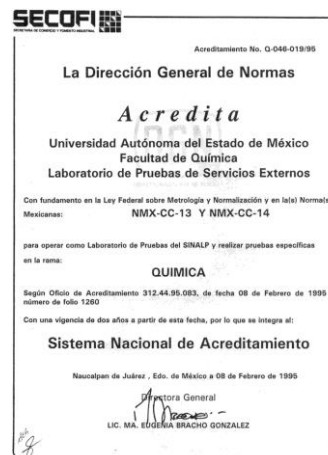 SECOFI
SECRETARIA DE COMERCIO Y FOMENTO INDUSTRIAL
Acreditamiento No. Q-046-019/95
La Dirección General de Normas
Acredita
Universidad Autónoma del Estado de México
Facultad de Química
Laboratorio de Pruebas de Servicios Externos
Con fundamento en la Ley Federal sobre Metrología y Normalización y en la(s) Norma(s)
Mexicanas: NMX-CC-13 Y NMX-CC-14
para operar como Laboratorio de Pruebas del SINALP y realizar pruebas específicas
en la rama:
QUIMICA
Según Oficio de Acreditamiento 312.44.95.083, de fecha 08 de Febrero de 1995
número de folio 1260
Con una vigencia de dos años a partir de esta fecha, por lo que se integra al:
Sistema Nacional de Acreditamiento
Naucalpan de Juárez , Edo. de México a 08 de Febrero de 1995
Directora General
LIC. MA. EUGENIA BRACHO GONZALEZ